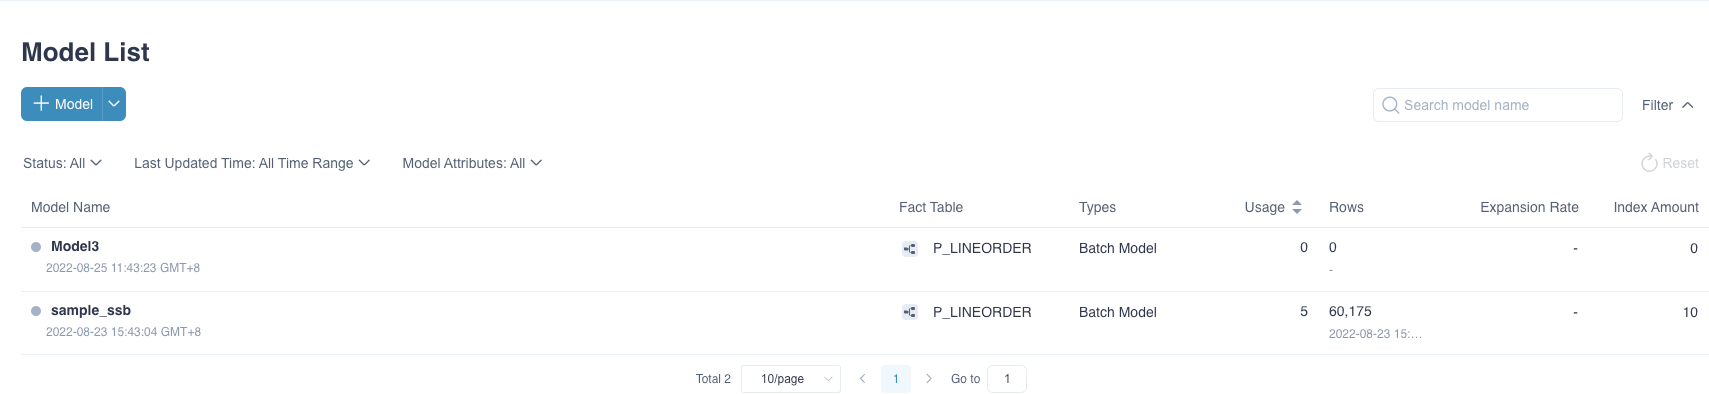 Model List
Model
Search model name
Filter
Status: All
Last Updated Time: All Time Range
Model Attributes: All
Reset
Model Name Fact Table Types Usage Rows Expansion Rate Index Amount
Model3 P_LINEORDER Batch Model 0 0 - 0
2022-08-25 11:43:23 GMT+8 -
sample_ssb P_LINEORDER Batch Model 5 60,175 - 10
2022-08-23 15:43:04 GMT+8 2022-08-23 15:...
Total 2 10/page 1 Go to 1